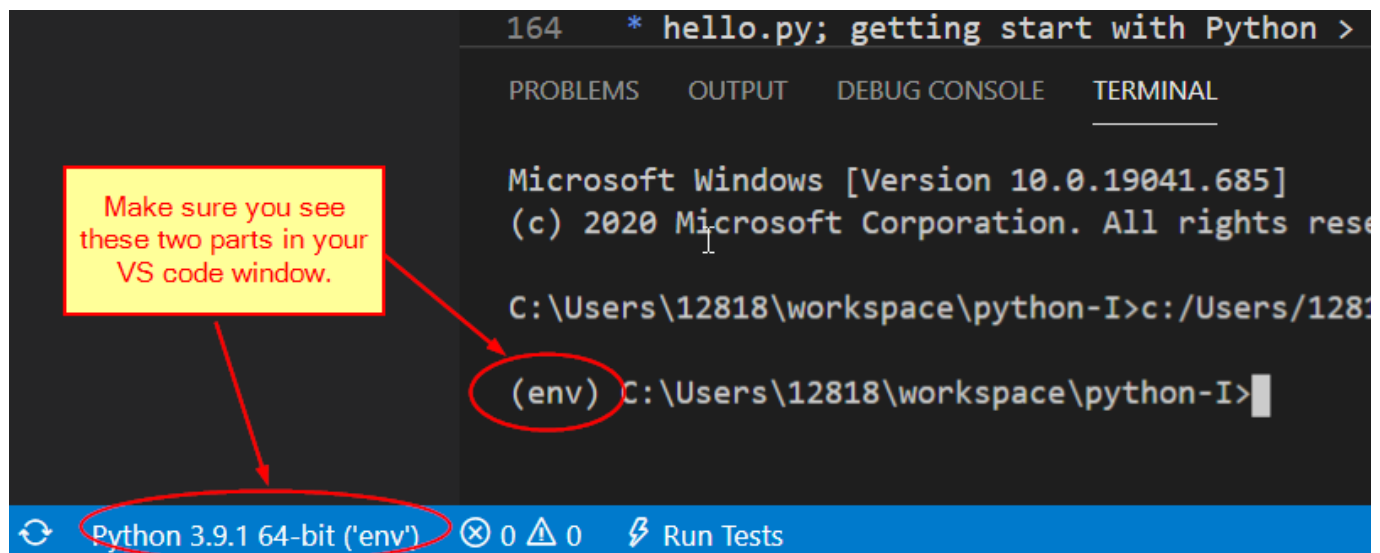 164 * hello.py; getting start with Python >
PROBLEMS OUTPUT DEBUG CONSOLE TERMINAL
Make sure you see
these two parts in your
VS code window.
Microsoft Windows [Version 10.0.19041.685]
(c) 2020 Microsoft Corporation. All rights rese
C:\Users\12818\workspace\python-I>c:/Users/1281
(env) C:\Users\12818\workspace\python-I>
Python 3.9.1 64-bit ('env') 0 0 Run Tests